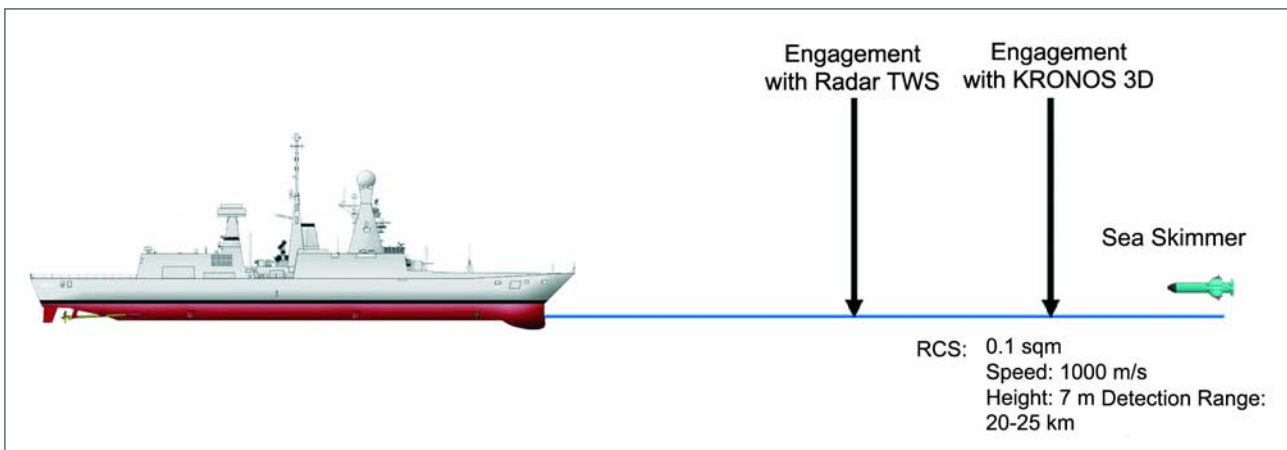 Engagement
with Radar TWS
Engagement
with KRONOS 3D
Sea Skimmer
RCS: 0.1 sqm
Speed: 1000 m/s
Height: 7 m Detection Range:
20-25 km